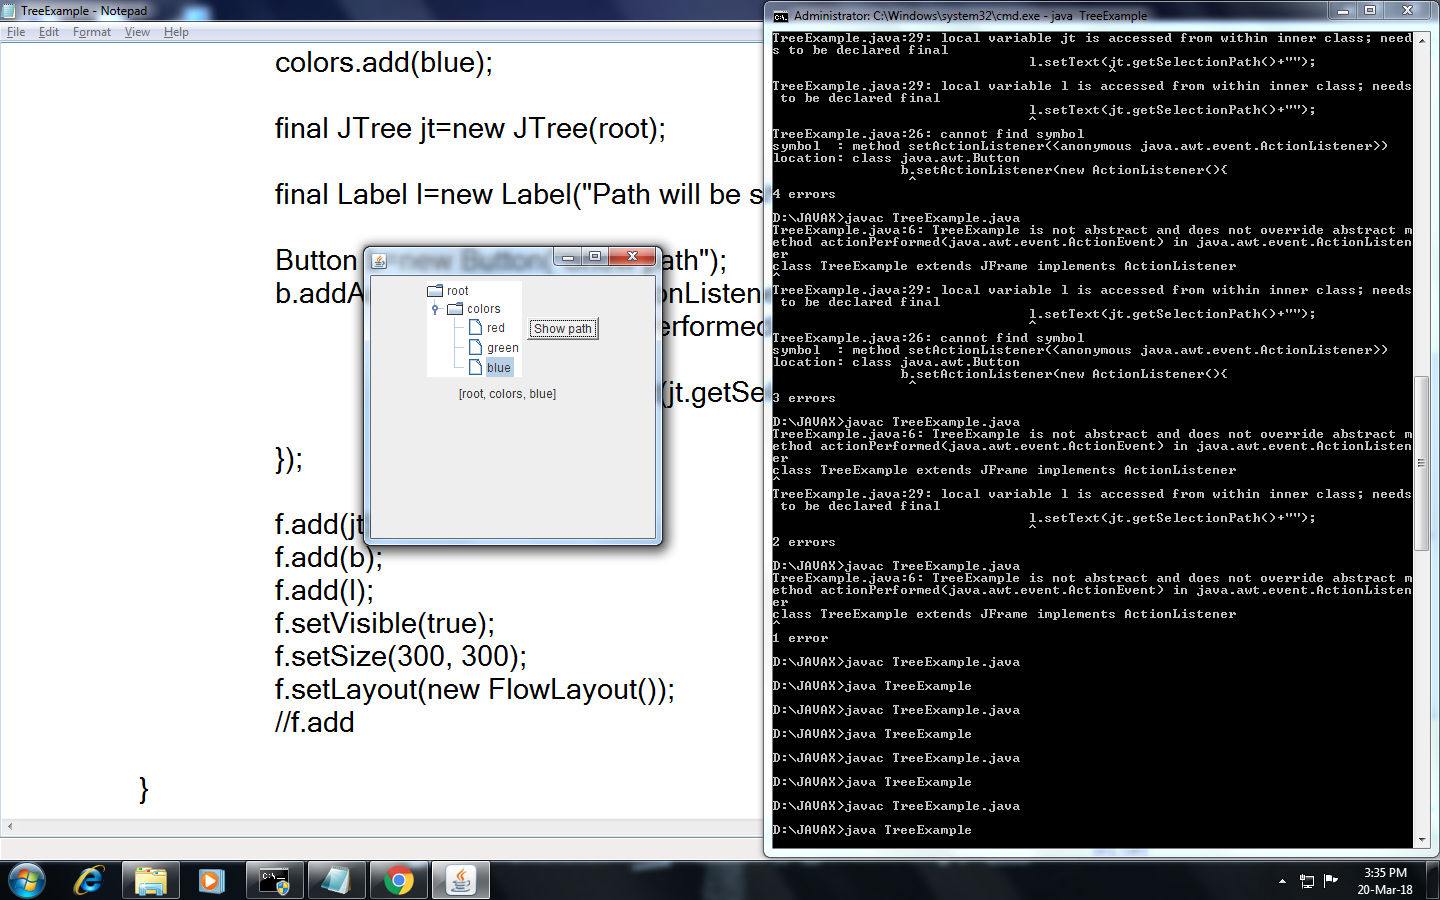 TreeExample - Notepad
File Edit Format View Help
colors.add(blue);
final JTree jt=new JTree(root);
final Label l=new Label("Path will be s
Button
path");
b.addA
onListene
erformed
(jt.getSe
});
f.add(jt
f.add(b);
f.add(l);
f.setVisible(true);
f.setSize(300, 300);
f.setLayout(new FlowLayout());
//f.add
}
root
colors
red
green
blue
Show path
[root, colors, blue]
Administrator: C:\Windows\system32\cmd.exe - java TreeExample
TreeExample.java:29: local variable jt is accessed from within inner class; need
s to be declared final
l.setText(jt.getSelectionPath()+"");
^
TreeExample.java:29: local variable l is accessed from within inner class; needs
to be declared final
l.setText(jt.getSelectionPath()+"");
^
TreeExample.java:26: cannot find symbol
symbol  : method setActionListener(<anonymous java.awt.event.ActionListener>)
location: class java.awt.Button
b.setActionListener(new ActionListener(){
^
4 errors
D:\JAVAX>javac TreeExample.java
TreeExample.java:6: TreeExample is not abstract and does not override abstract m
ethod actionPerformed(java.awt.event.ActionEvent) in java.awt.event.ActionListen
er
class TreeExample extends JFrame implements ActionListener
^
TreeExample.java:29: local variable l is accessed from within inner class; needs
to be declared final
l.setText(jt.getSelectionPath()+"");
^
TreeExample.java:26: cannot find symbol
symbol  : method setActionListener(<anonymous java.awt.event.ActionListener>)
location: class java.awt.Button
b.setActionListener(new ActionListener(){
^
3 errors
D:\JAVAX>javac TreeExample.java
TreeExample.java:6: TreeExample is not abstract and does not override abstract m
ethod actionPerformed(java.awt.event.ActionEvent) in java.awt.event.ActionListen
er
class TreeExample extends JFrame implements ActionListener
^
TreeExample.java:29: local variable l is accessed from within inner class; needs
to be declared final
l.setText(jt.getSelectionPath()+"");
^
2 errors
D:\JAVAX>javac TreeExample.java
TreeExample.java:6: TreeExample is not abstract and does not override abstract m
ethod actionPerformed(java.awt.event.ActionEvent) in java.awt.event.ActionListen
er
class TreeExample extends JFrame implements ActionListener
^
1 error
D:\JAVAX>javac TreeExample.java
D:\JAVAX>java TreeExample
D:\JAVAX>javac TreeExample.java
D:\JAVAX>java TreeExample
D:\JAVAX>javac TreeExample.java
D:\JAVAX>java TreeExample
D:\JAVAX>javac TreeExample.java
D:\JAVAX>java TreeExample
3:35 PM
20-Mar-18